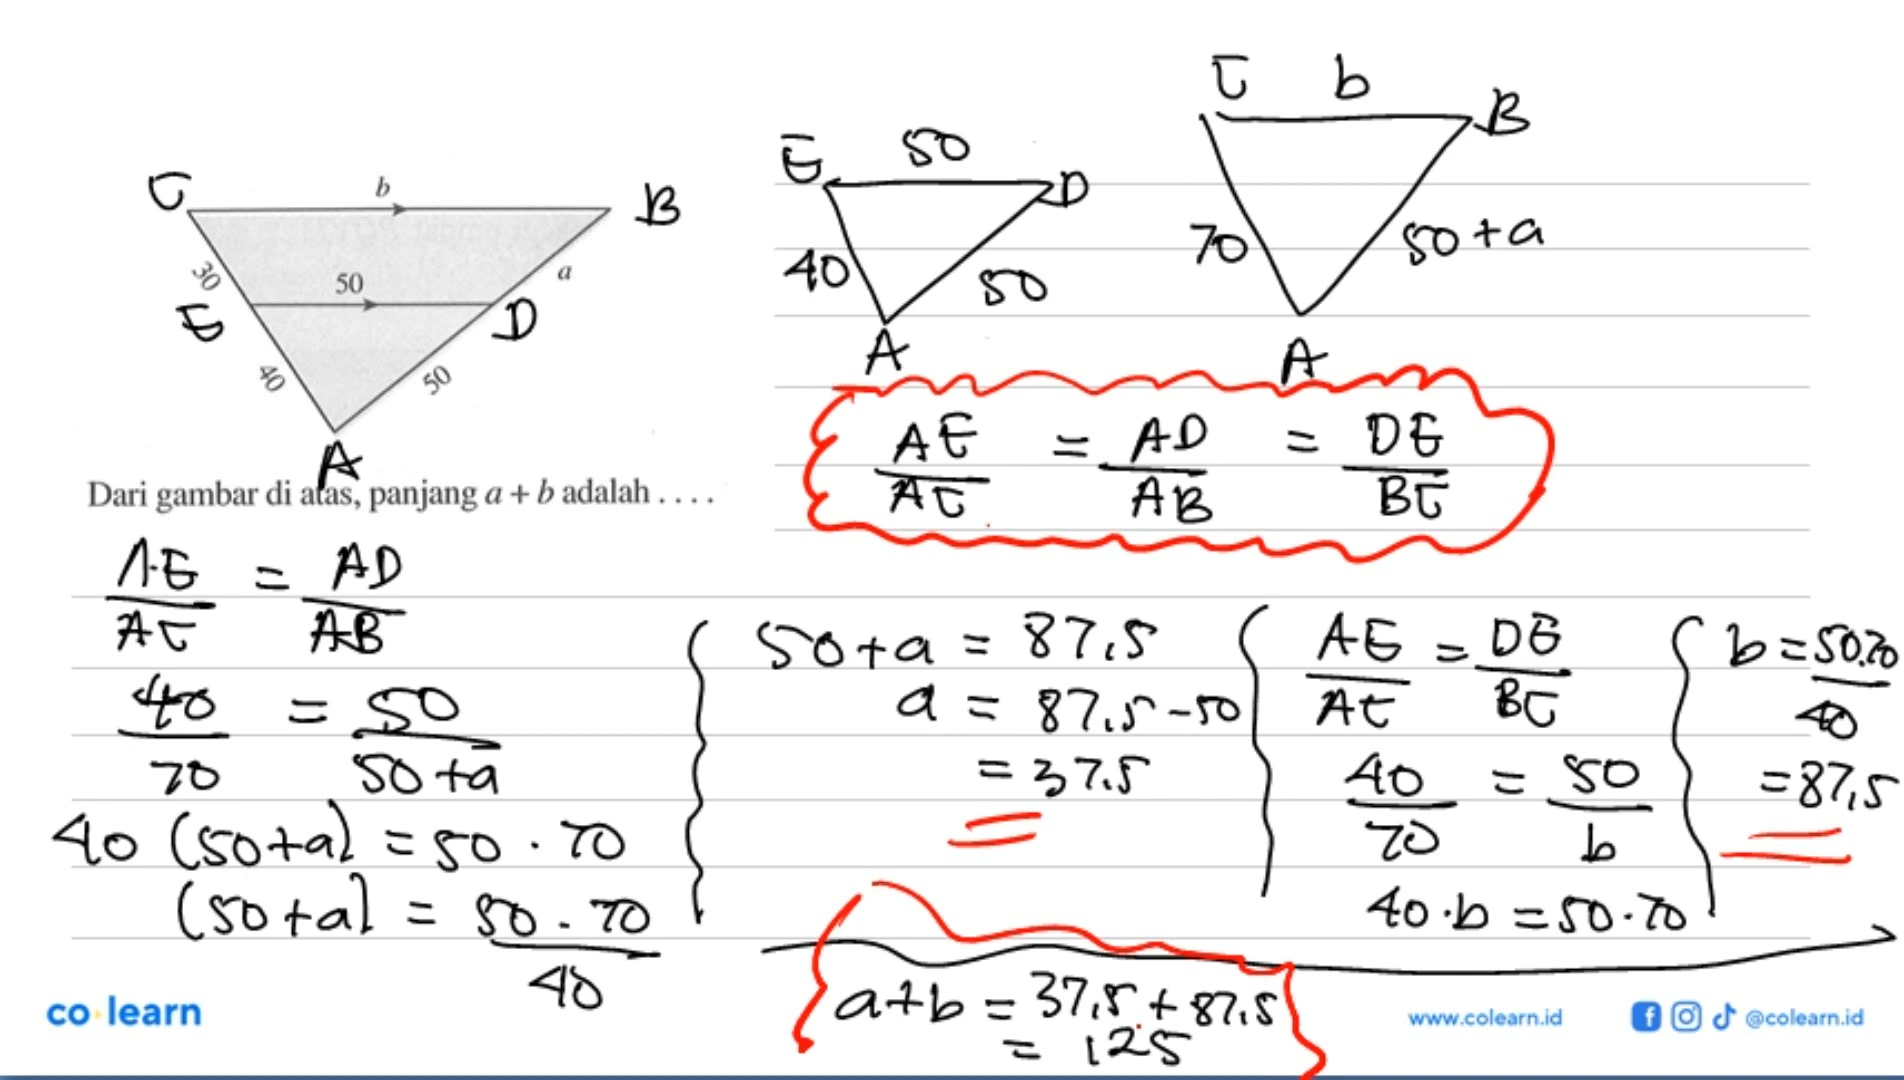 C b B
30
50
a
E D
40
50
A
Dari gambar di atas, panjang a + b adalah . . . .
E 50 D
40 50
A
C b B
70 50+a
A
AE/AC = AD/AB = DE/BC
AE/AC = AD/AB
40/70 = 50/50+a
40 (50+a) = 50 . 70
(50+a) = 50 . 70/40
50+a = 87,5
a = 87,5-50
= 37,5
AE/AC = DE/BC
40/70 = 50/b
40.b = 50.70
b = 50.70/40
= 87,5
a+b = 37,5 + 87,5
= 125
co learn
www.colearn.id
@colearn.id